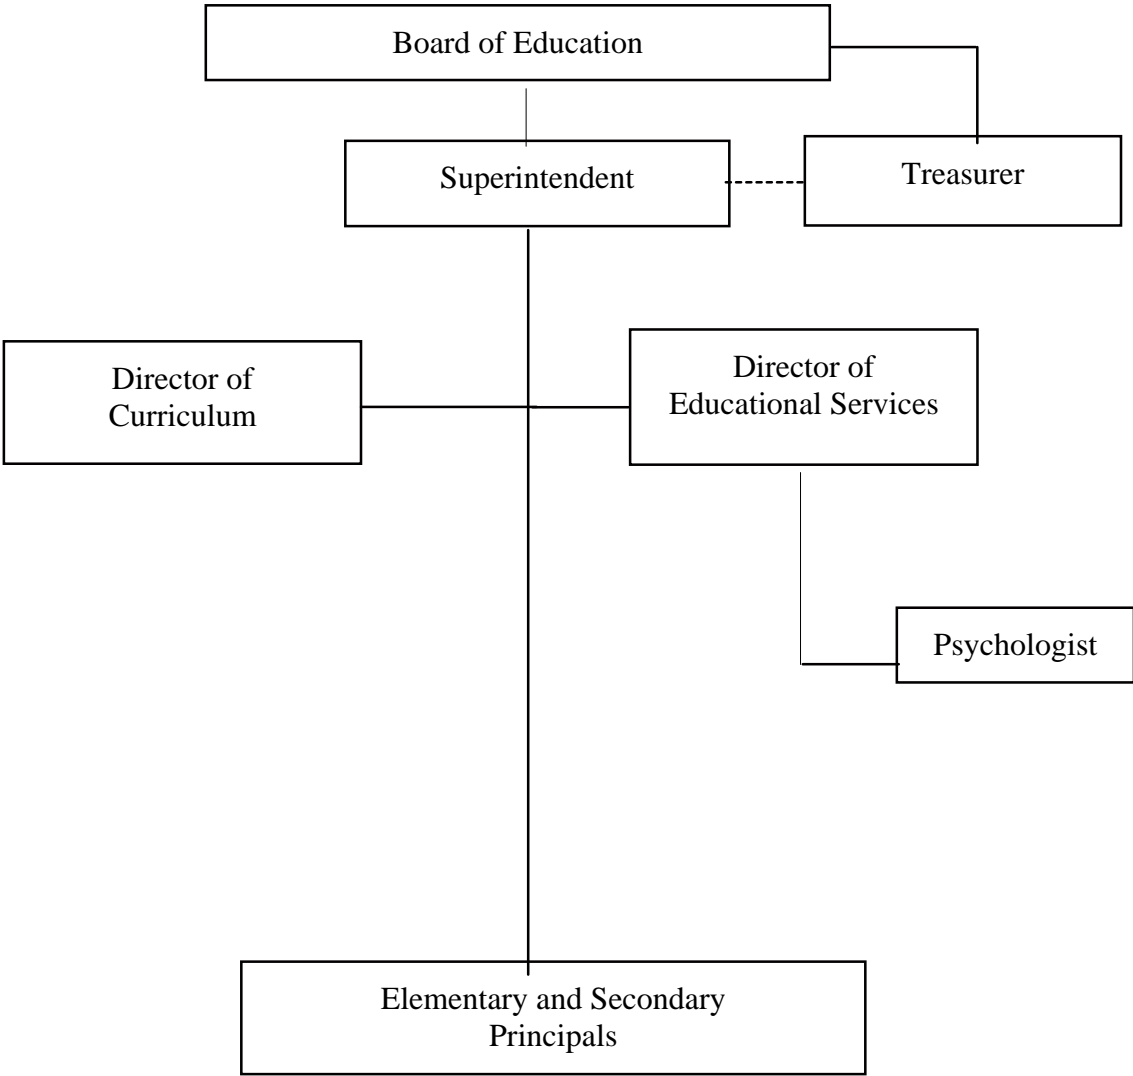 Board of Education
Superintendent
Treasurer
Director of
Curriculum
Director of
Educational Services
Psychologist
Elementary and Secondary
Principals